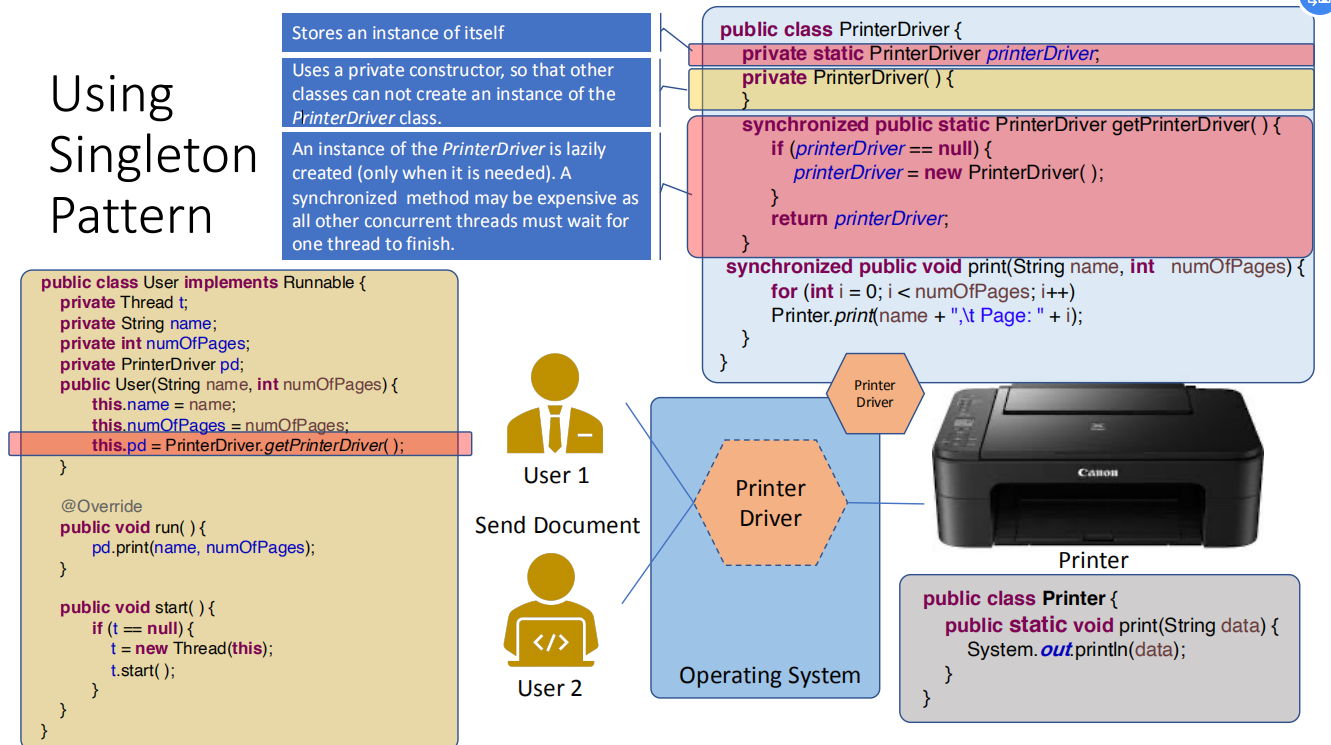 Using
Singleton
Pattern
Stores an instance of itself
Uses a private constructor, so that other
classes can not create an instance of the
PrinterDriver class.
An instance of the PrinterDriver is lazily
created (only when it is needed). A
synchronized method may be expensive as
all other concurrent threads must wait for
one thread to finish.
public class PrinterDriver {
private static PrinterDriver printerDriver;
private PrinterDriver( ) {
}
synchronized public static PrinterDriver getPrinterDriver( ) {
if (printerDriver == null) {
printerDriver = new PrinterDriver( );
}
return printerDriver;
}
synchronized public void print(String name, int numOfPages) {
for (int i = 0; i < numOfPages; i++)
Printer.print(name + ",\t Page: " + i);
}
}
public class User implements Runnable {
private Thread t;
private String name;
private int numOfPages;
private PrinterDriver pd;
public User(String name, int numOfPages) {
this.name = name;
this.numOfPages = numOfPages;
this.pd = PrinterDriver.getPrinterDriver( );
}
@Override
public void run( ) {
pd.print(name, numOfPages);
}
public void start( ) {
if (t == null) {
t = new Thread(this);
t.start( );
}
}
}
User 1
Send Document
User 2
Printer
Driver
Printer
Driver
Operating System
Canon
Printer
public class Printer {
public static void print(String data) {
System.out.println(data);
}
}